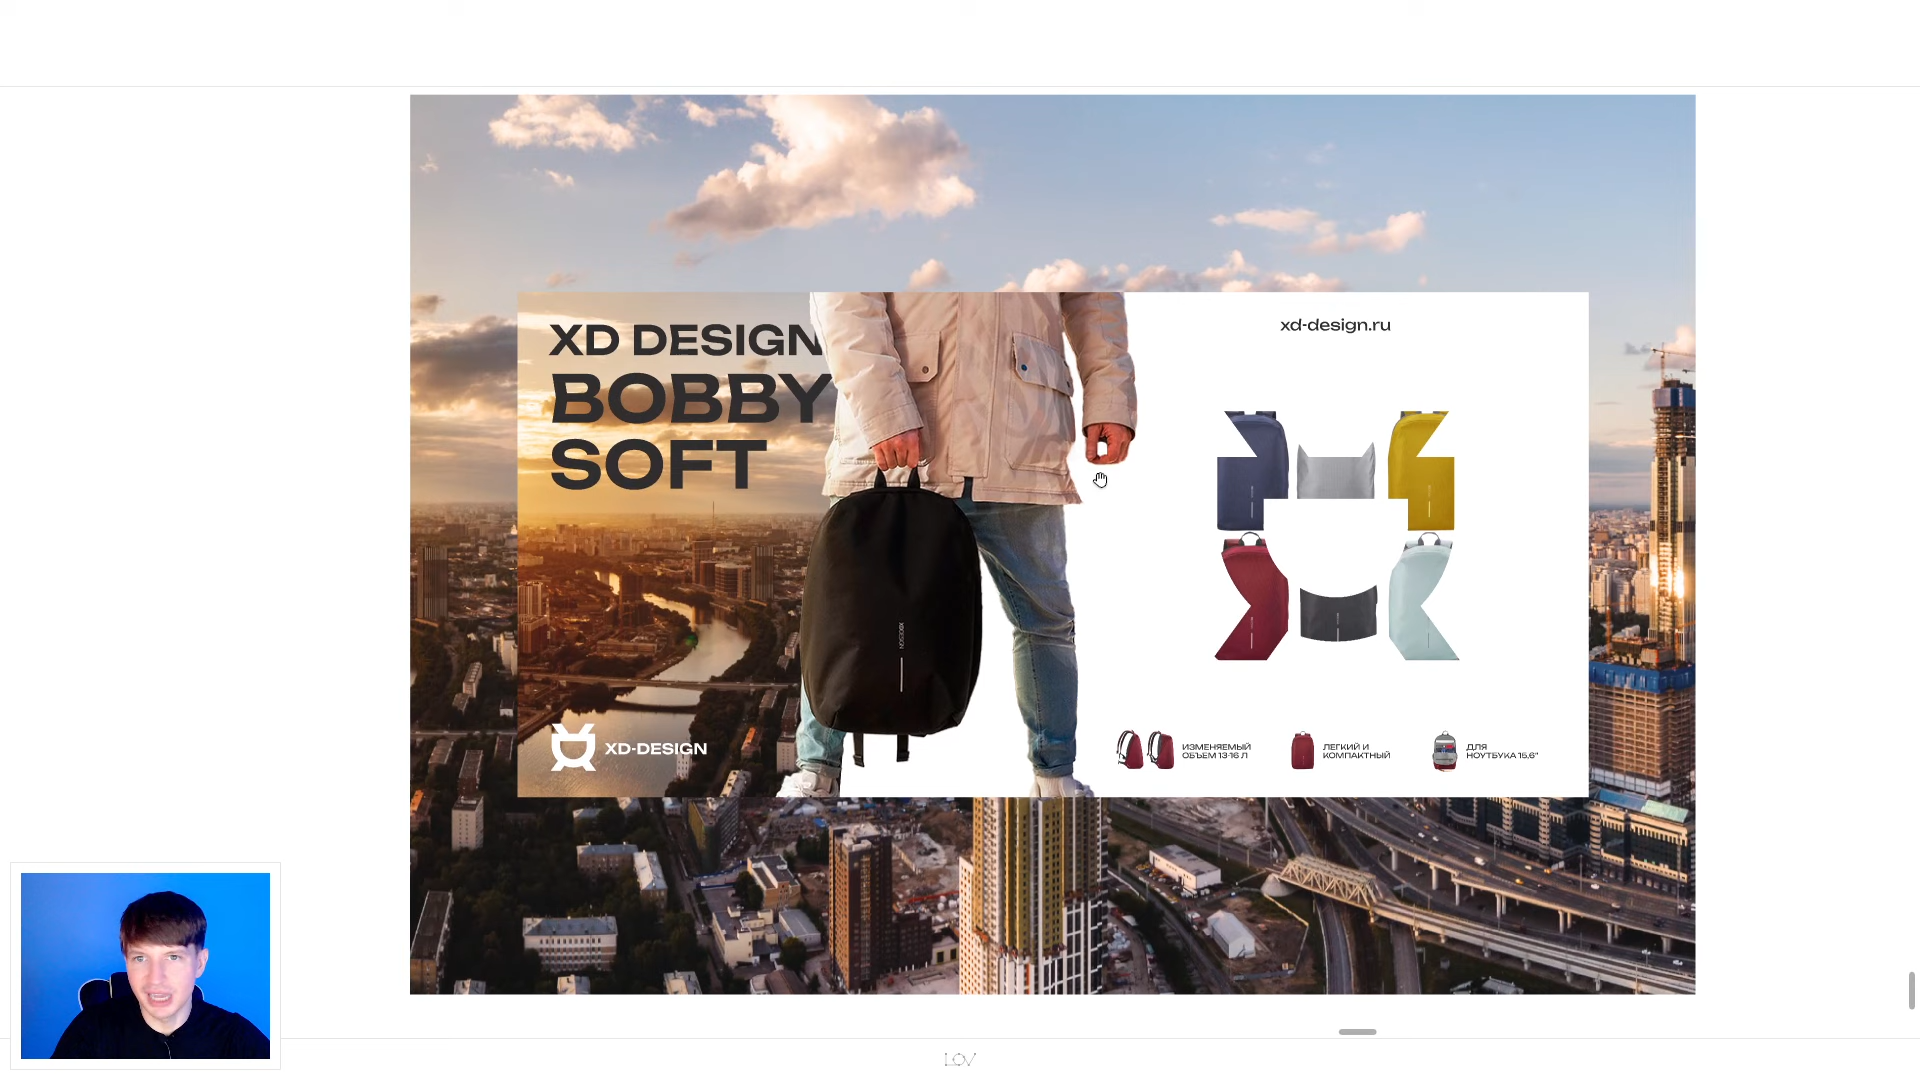 XD DESIGN
BOBBY
SOFT
XD-DESIGN
xd-design.ru
ИЗМЕНЯЕМЫЙ
ОБЪЕМ 13-16 Л
ЛЕГКИЙ И
КОМПАКТНЫЙ
ДЛЯ
НОУТБУКА 15,6"
LOV